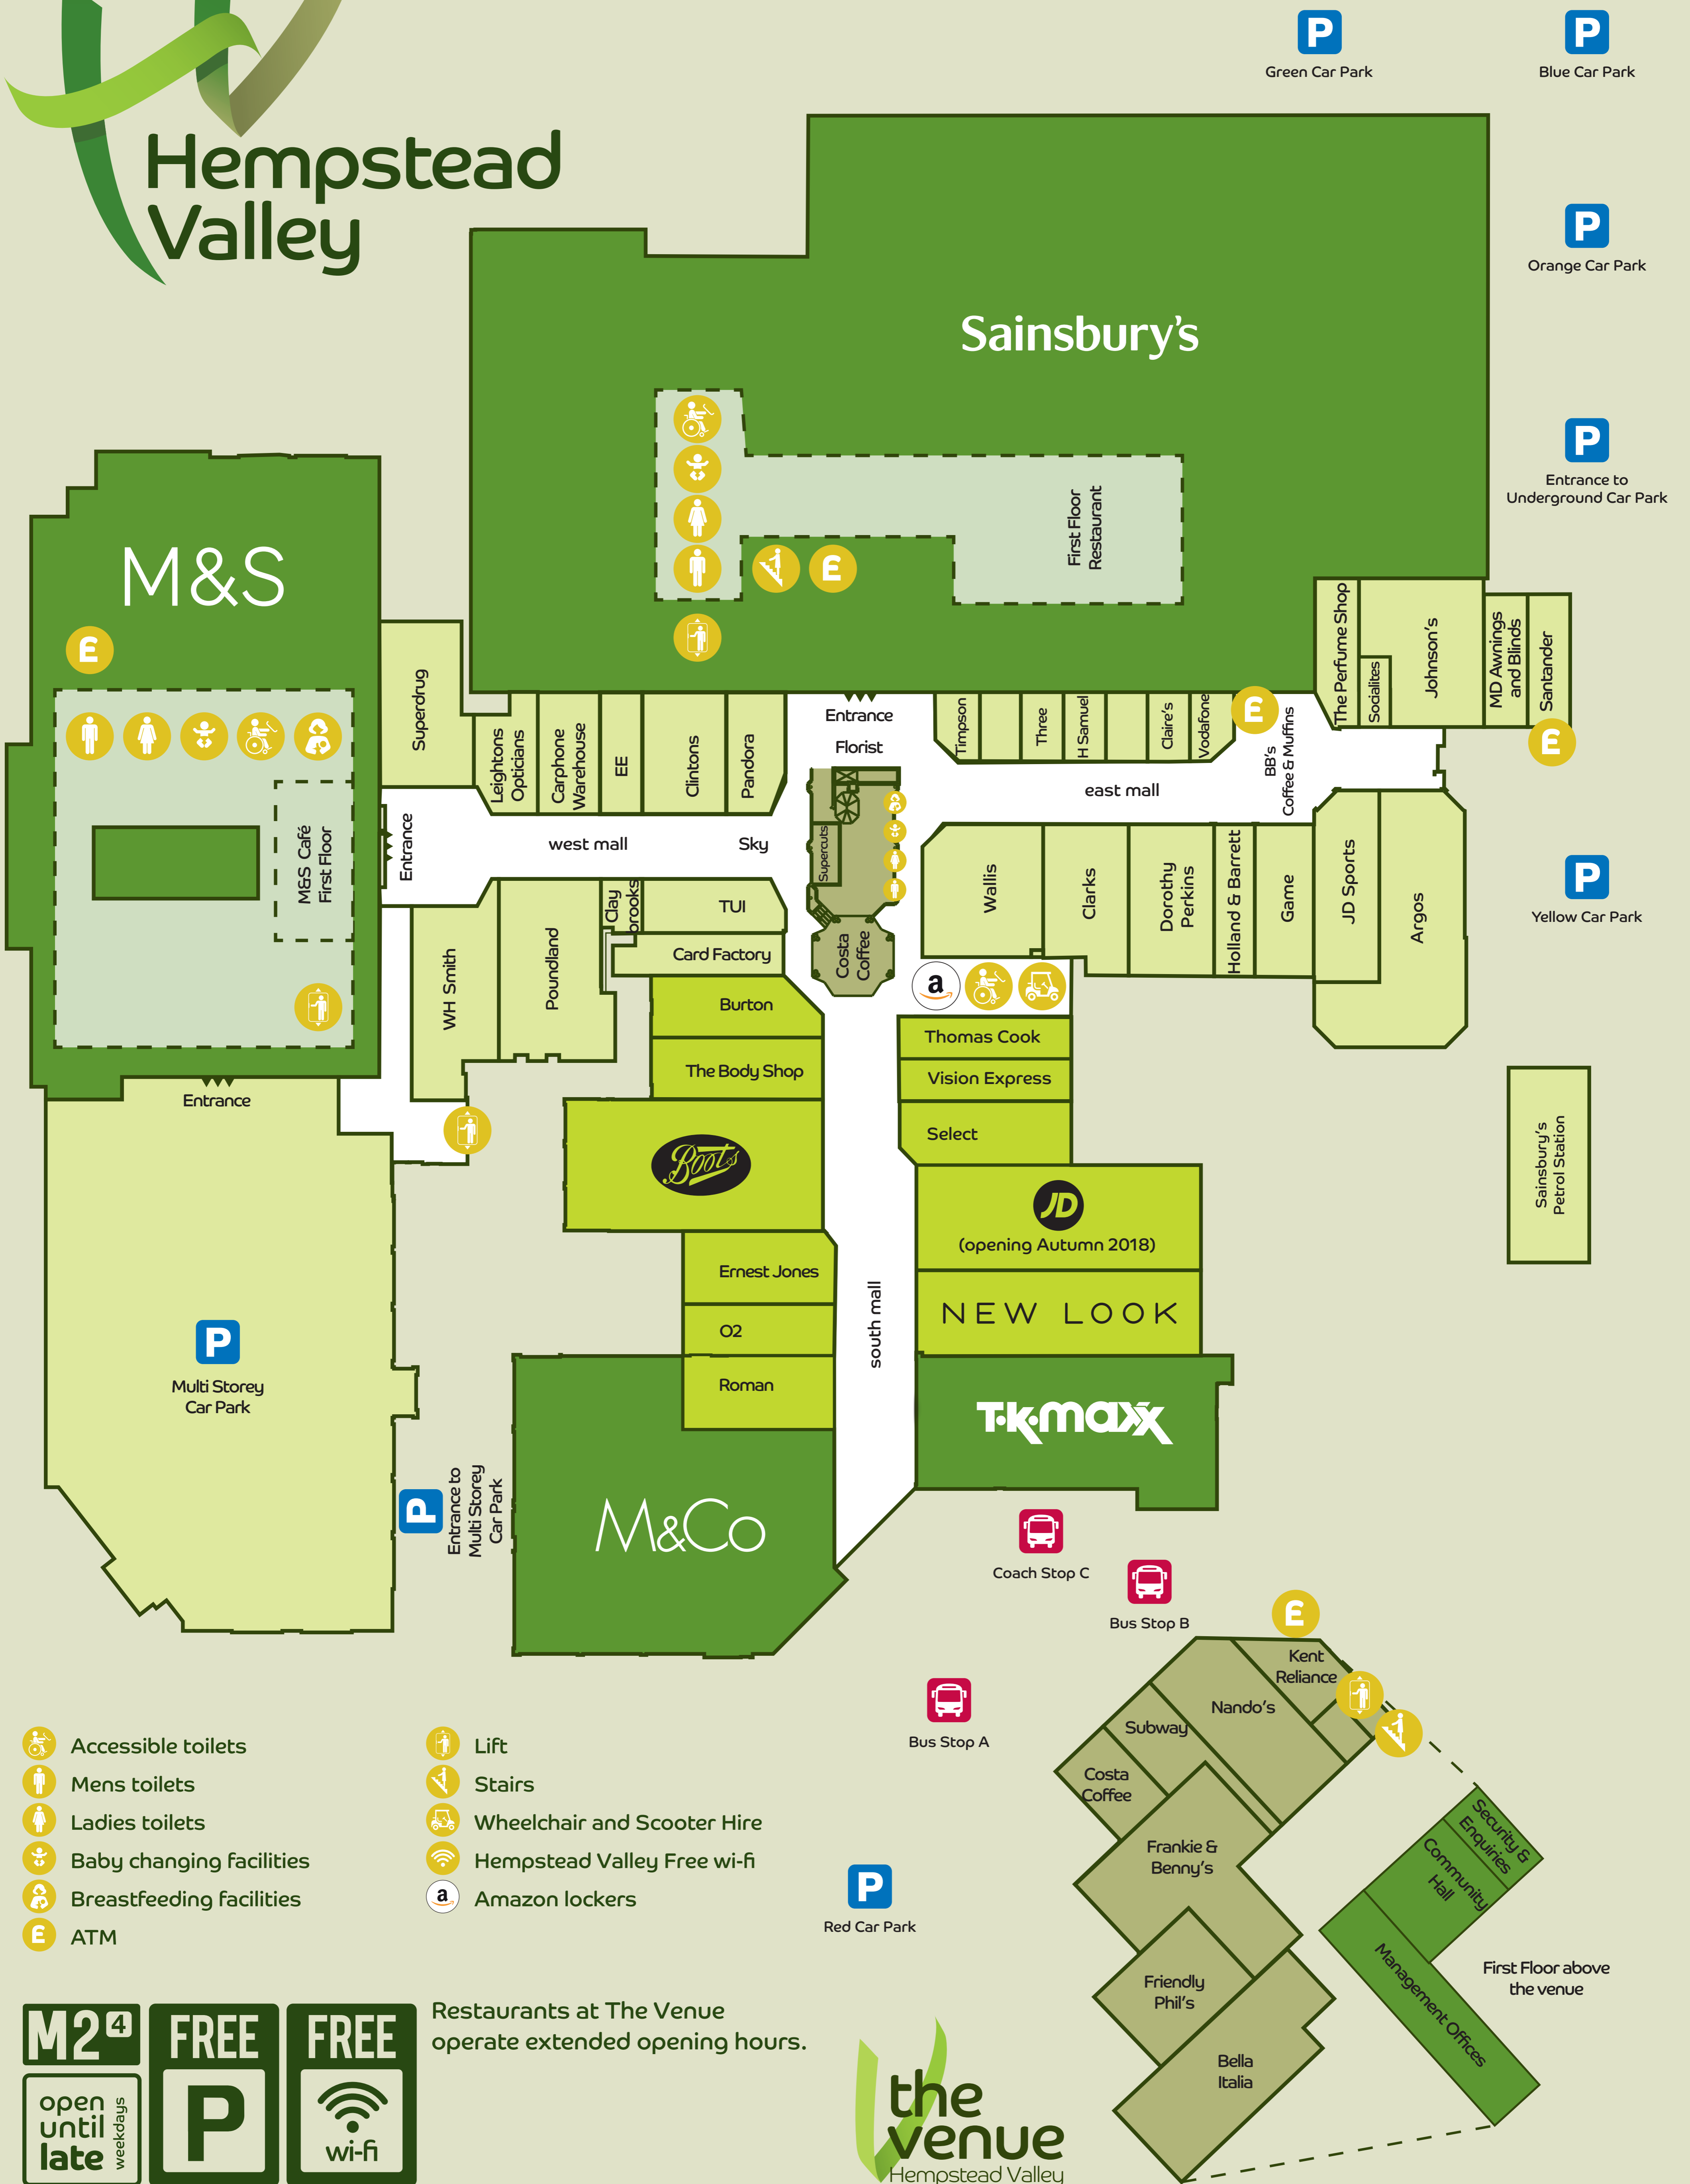 Hempstead
Valley
P
Green Car Park
P
Blue Car Park
P
Orange Car Park
P
Entrance to
Underground Car Park
P
Yellow Car Park
Sainsbury's
First Floor
Restaurant
£
M&S
£
M&S Café
First Floor
Entrance
Entrance
Superdrug
Leightons
Opticians
Carphone
Warehouse
EE
Clintons
Pandora
Entrance
Florist
Timpson
Three
H Samuel
Claire's
Vodafone
£
BB's
Coffee & Muffins
The Perfume Shop
Socialites
Johnson's
MD Awnings
and Blinds
Santander
£
west mall
Sky
east mall
Supercuts
Costa
Coffee
WH Smith
Poundland
Clay
brooks
TUI
Card Factory
Burton
The Body Shop
Boots
Ernest Jones
O2
Roman
M&Co
south mall
Wallis
Clarks
Dorothy
Perkins
Holland & Barrett
Game
JD Sports
Argos
a
Thomas Cook
Vision Express
Select
JD
(opening Autumn 2018)
NEW LOOK
T·K·maxx
Sainsbury's
Petrol Station
P
Multi Storey
Car Park
P
Entrance to
Multi Storey
Car Park
Coach Stop C
Bus Stop B
Bus Stop A
P
Red Car Park
£
Kent
Reliance
Nando's
Subway
Costa
Coffee
Frankie &
Benny's
Friendly
Phil's
Bella
Italia
Security &
Enquiries
Community
Hall
Management Offices
First Floor above
the venue
Accessible toilets
Mens toilets
Ladies toilets
Baby changing facilities
Breastfeeding facilities
£ ATM
Lift
Stairs
Wheelchair and Scooter Hire
Hempstead Valley Free wi-fi
a Amazon lockers
M2 4
open
until
late
weekdays
FREE
P
FREE
wi-fi
Restaurants at The Venue
operate extended opening hours.
the
venue
Hempstead Valley